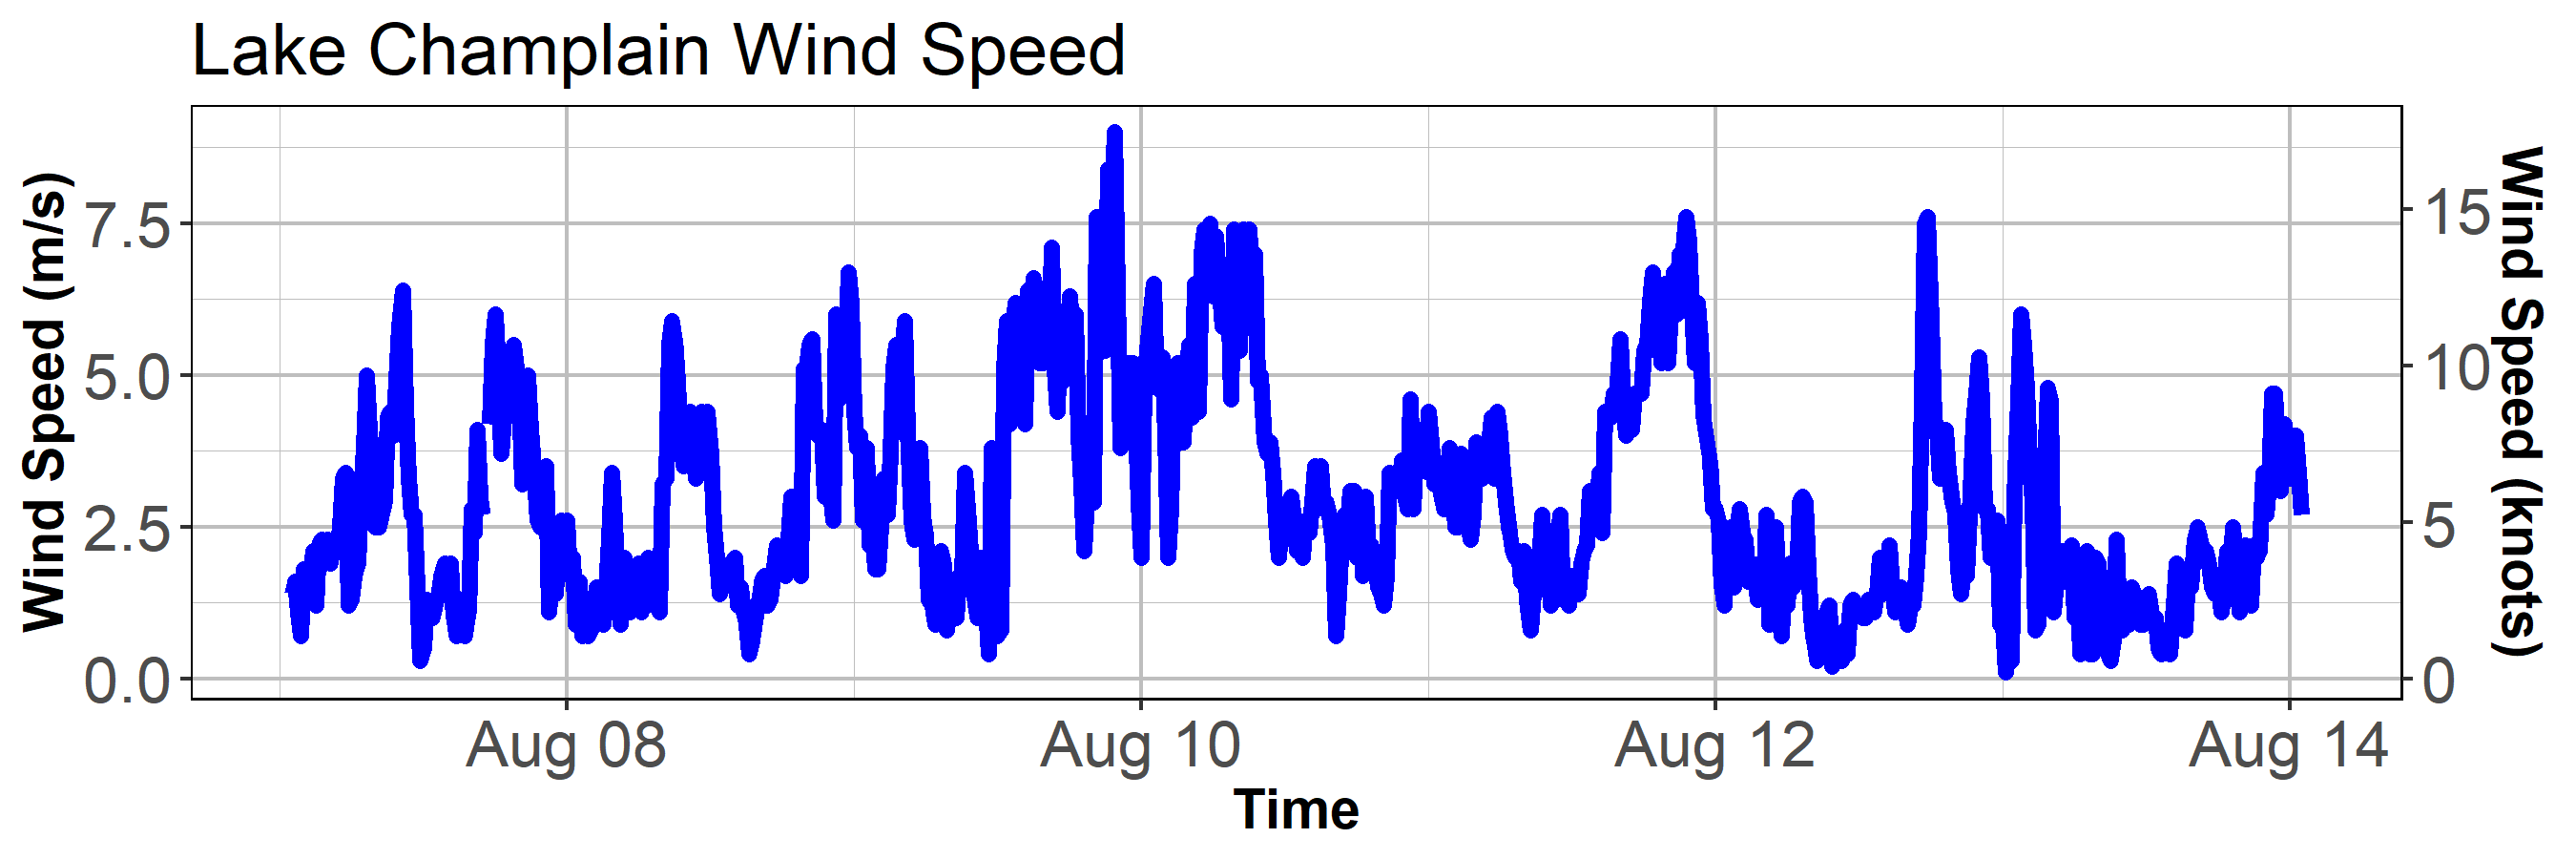 Lake Champlain Wind Speed
Wind Speed (m/s)
7.5
5.0
2.5
0.0
15
10
5
0
Wind Speed (knots)
Aug 08 Aug 10 Aug 12 Aug 14
Time